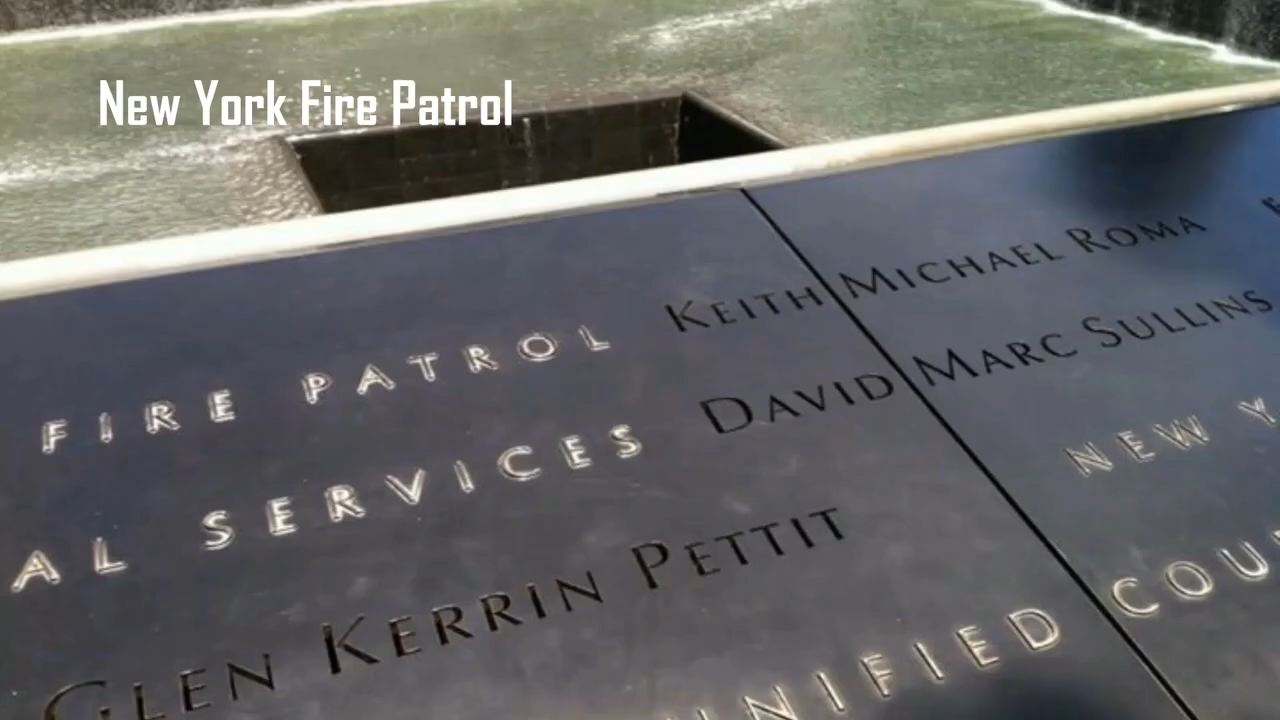 New York Fire Patrol
FIRE PATROL KEITH MICHAEL ROMA
AL SERVICES DAVID MARC SULLINS
GLEN KERRIN PETTIT NEW Y
UNIFIED COU